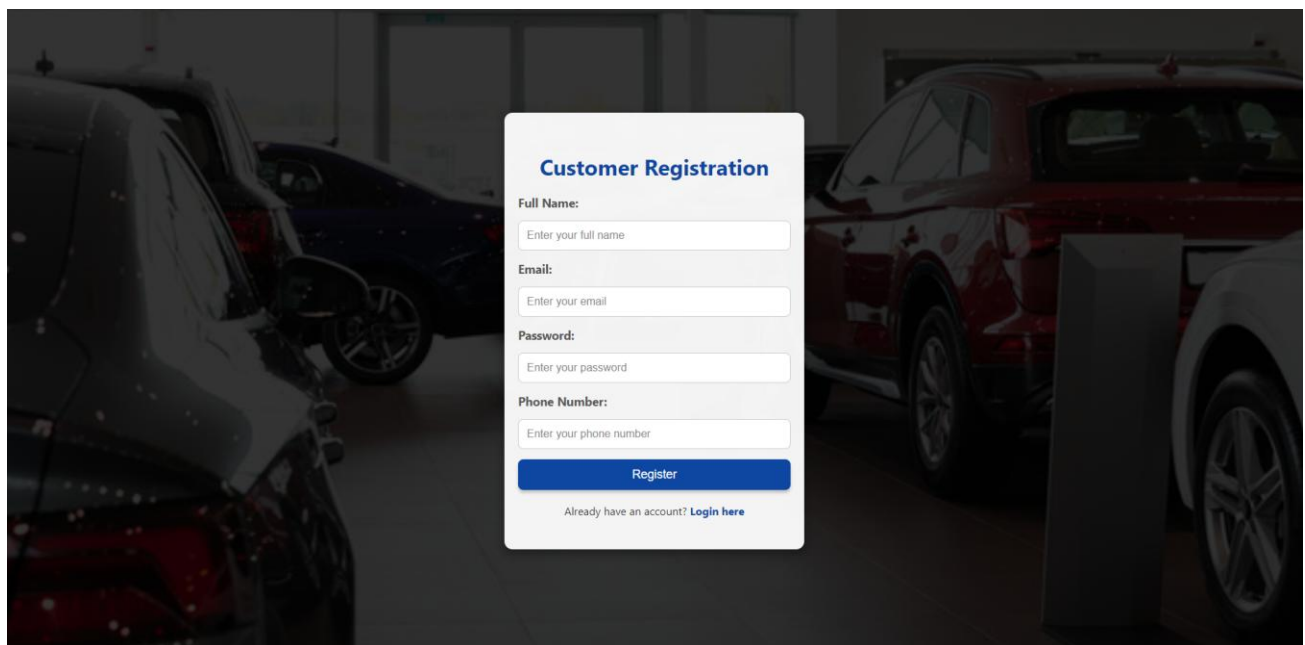 Customer Registration
Full Name:
Enter your full name
Email:
Enter your email
Password:
Enter your password
Phone Number:
Enter your phone number
Register
Already have an account? Login here